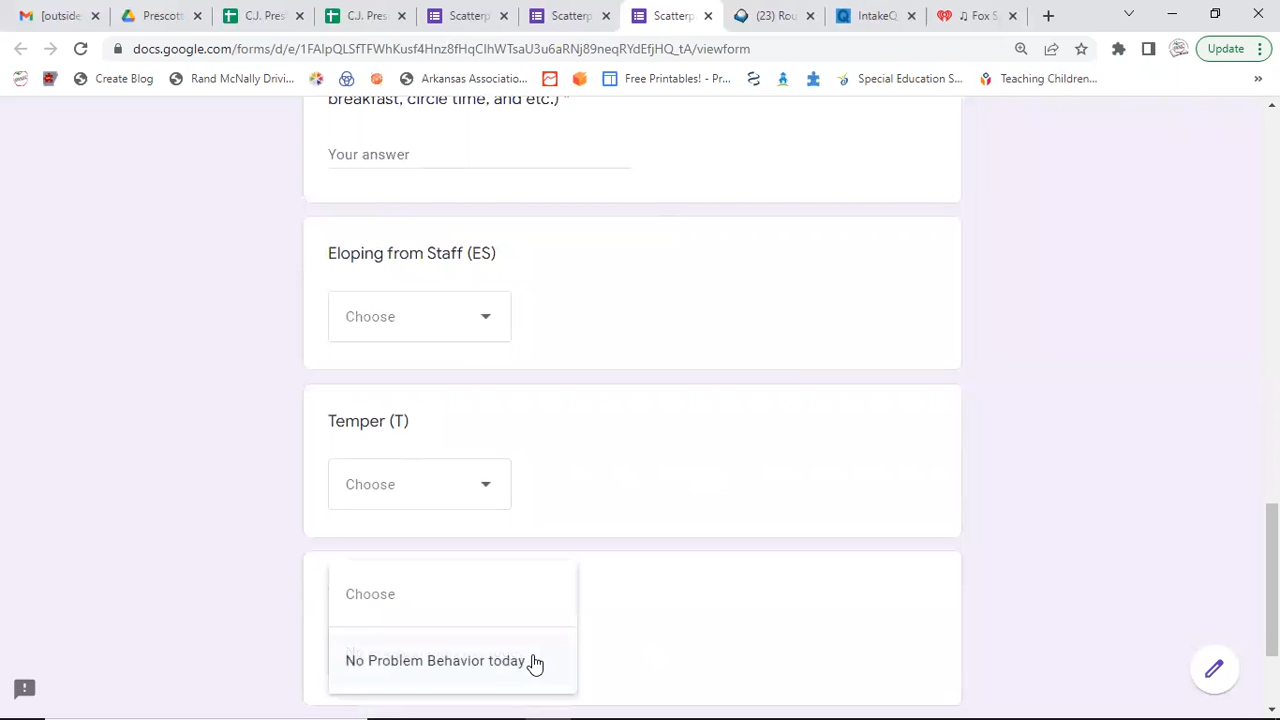 [outside
Prescott
C.J. Pres
C.J. Pres
Scatterp
Scatterp
Scatterp
(23) Rou
IntakeQ
♫ Fox S
docs.google.com/forms/d/e/1FAIpQLSfTFWhKusf4Hnz8fHqCIhWTsaU3u6aRNj89neqRYdEfjHQ_tA/viewform
Update
Create Blog
Rand McNally Drivi...
Arkansas Associatio...
Free Printables! - Pr...
Special Education S...
Teaching Children...
»
breakfast, circle time, and etc.) *
Your answer
Eloping from Staff (ES)
Choose
Temper (T)
Choose
Choose
No Problem Behavior today